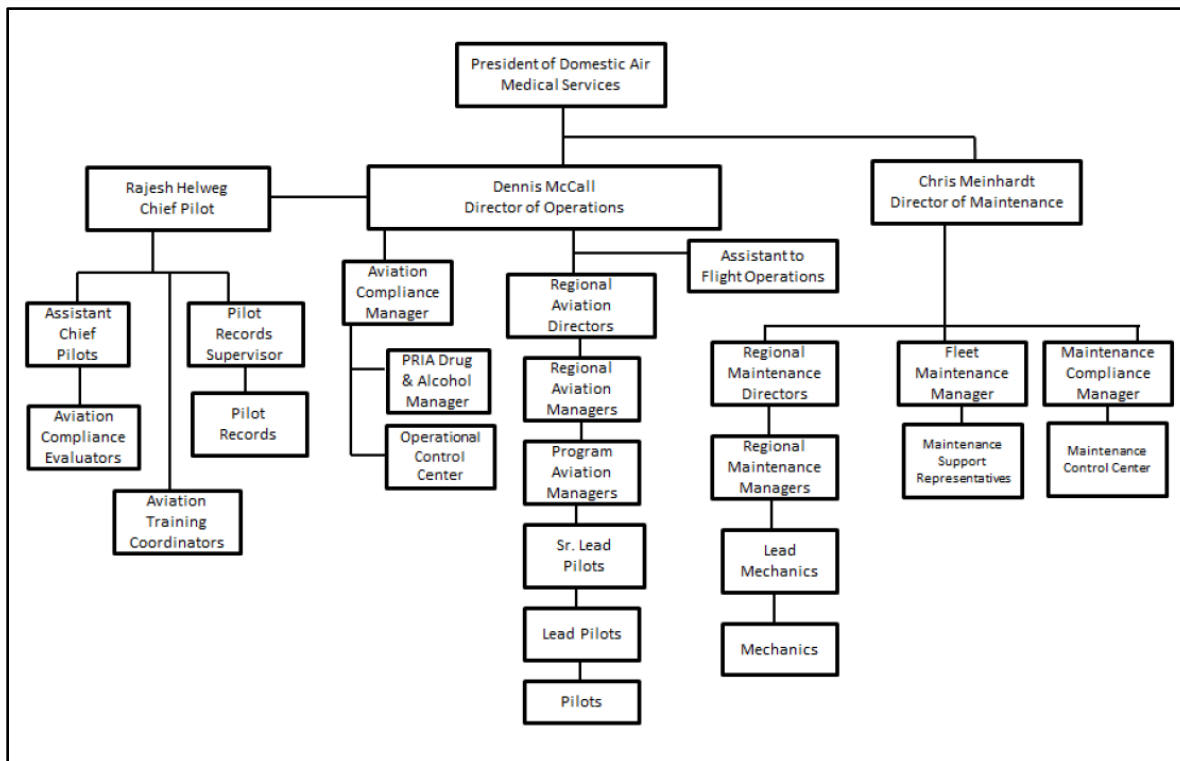 President of Domestic Air
Medical Services
Rajesh Helweg
Chief Pilot
Dennis McCall
Director of Operations
Chris Meinhardt
Director of Maintenance
Assistant to
Flight Operations
Aviation
Compliance
Manager
Regional
Aviation
Directors
Assistant
Chief
Pilots
Pilot
Records
Supervisor
PRIA Drug
& Alcohol
Manager
Regional
Aviation
Managers
Regional
Maintenance
Directors
Fleet
Maintenance
Manager
Maintenance
Compliance
Manager
Aviation
Compliance
Evaluators
Pilot
Records
Operational
Control
Center
Program
Aviation
Managers
Regional
Maintenance
Managers
Maintenance
Support
Representatives
Maintenance
Control Center
Aviation
Training
Coordinators
Sr. Lead
Pilots
Lead
Mechanics
Lead Pilots
Mechanics
Pilots